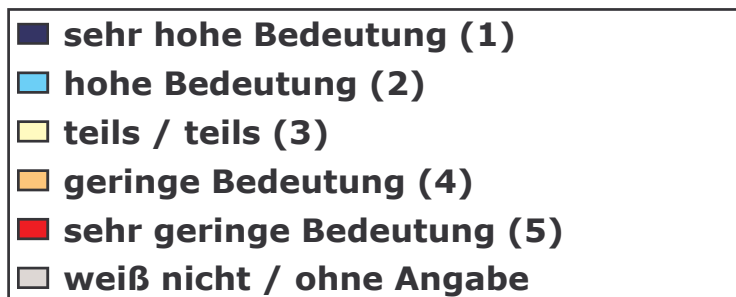 sehr hohe Bedeutung (1)
hohe Bedeutung (2)
teils / teils (3)
geringe Bedeutung (4)
sehr geringe Bedeutung (5)
weiß nicht / ohne Angabe